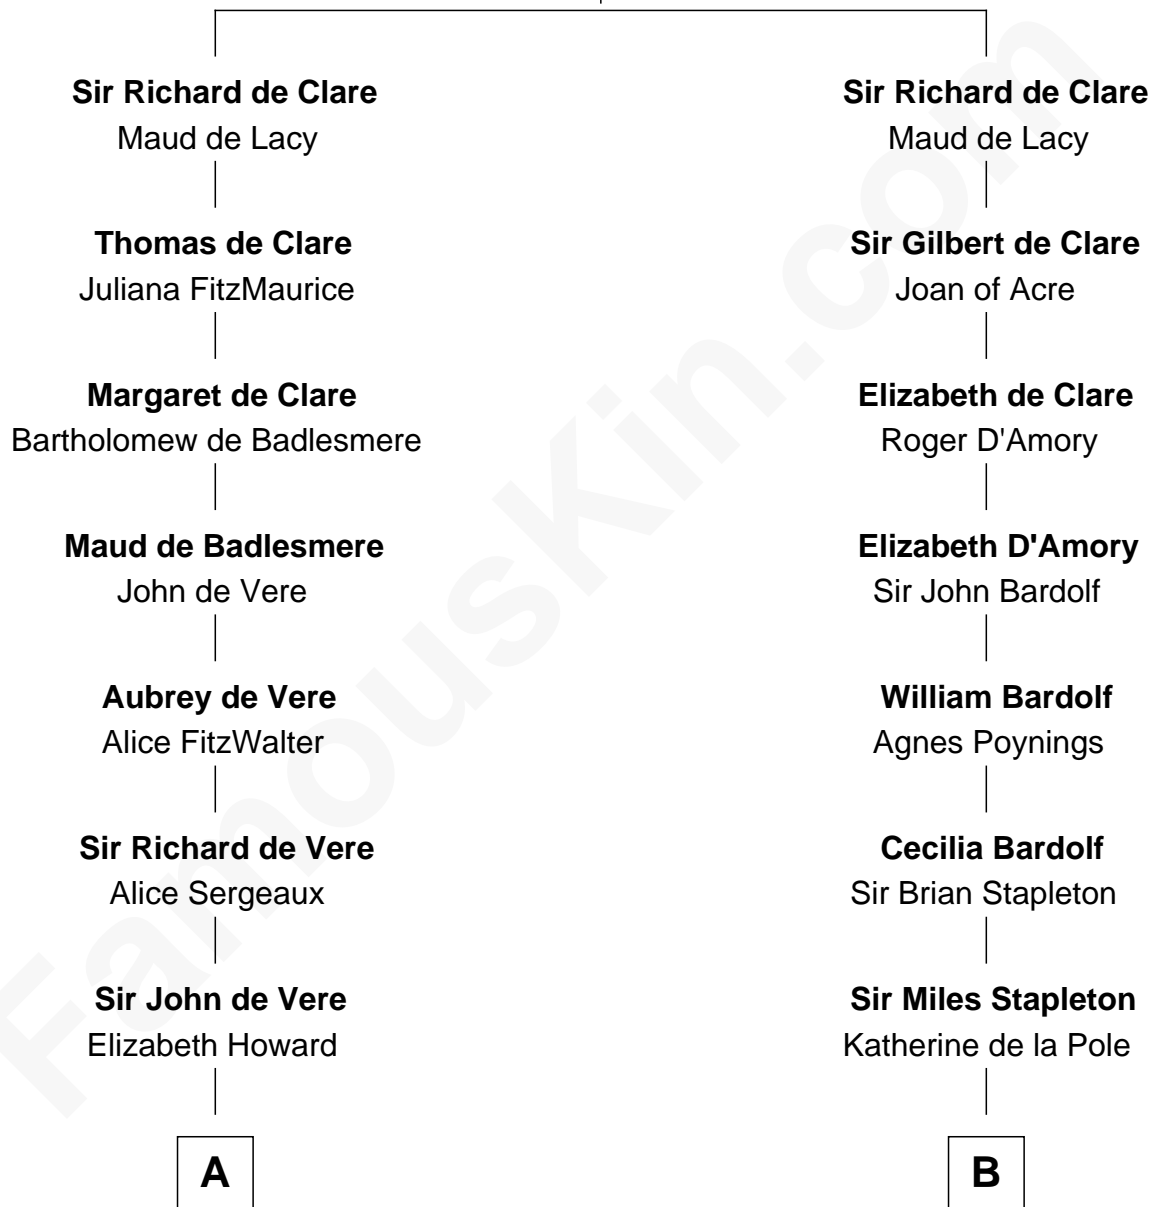 Sir Richard de Clare
Maud de Lacy
Thomas de Clare
Juliana FitzMaurice
Margaret de Clare
Bartholomew de Badlesmere
Maud de Badlesmere
John de Vere
Aubrey de Vere
Alice FitzWalter
Sir Richard de Vere
Alice Sergeaux
Sir John de Vere
Elizabeth Howard
A
Sir Richard de Clare
Maud de Lacy
Sir Gilbert de Clare
Joan of Acre
Elizabeth de Clare
Roger D'Amory
Elizabeth D'Amory
Sir John Bardolf
William Bardolf
Agnes Poynings
Cecilia Bardolf
Sir Brian Stapleton
Sir Miles Stapleton
Katherine de la Pole
B
FamousKin.com